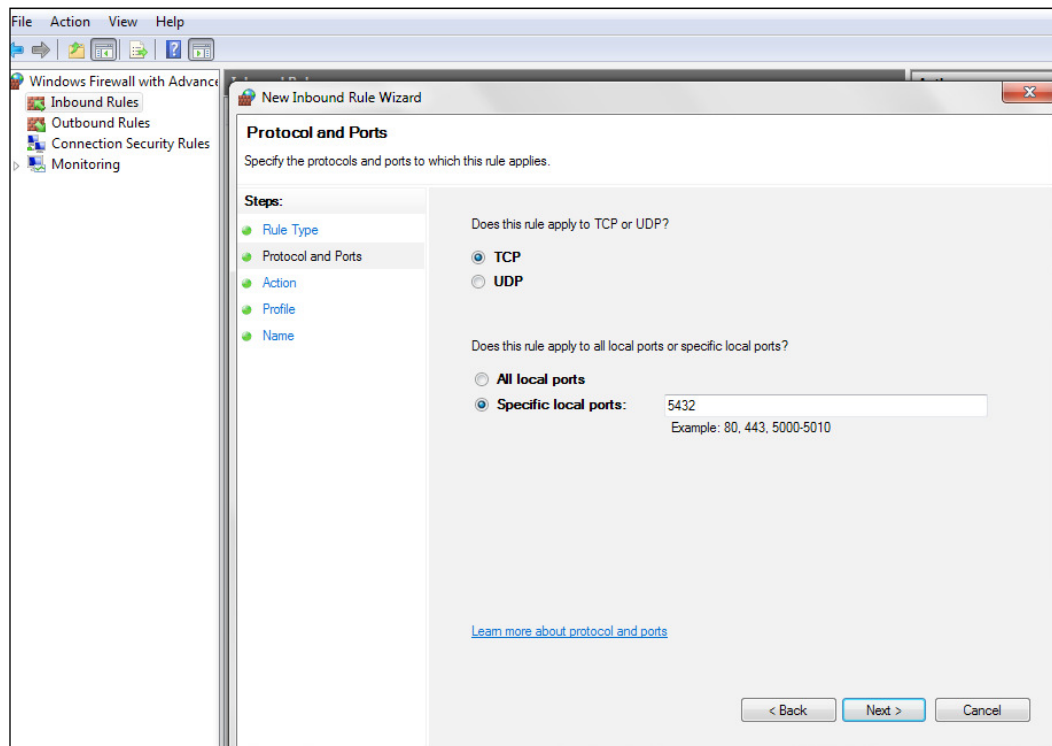 File Action View Help
Windows Firewall with Advance
Inbound Rules
Outbound Rules
Connection Security Rules
Monitoring
New Inbound Rule Wizard
Protocol and Ports
Specify the protocols and ports to which this rule applies.
Steps:
Rule Type
Protocol and Ports
Action
Profile
Name
Does this rule apply to TCP or UDP?
TCP
UDP
Does this rule apply to all local ports or specific local ports?
All local ports
Specific local ports: 5432
Example: 80, 443, 5000-5010
Learn more about protocol and ports
< Back Next > Cancel